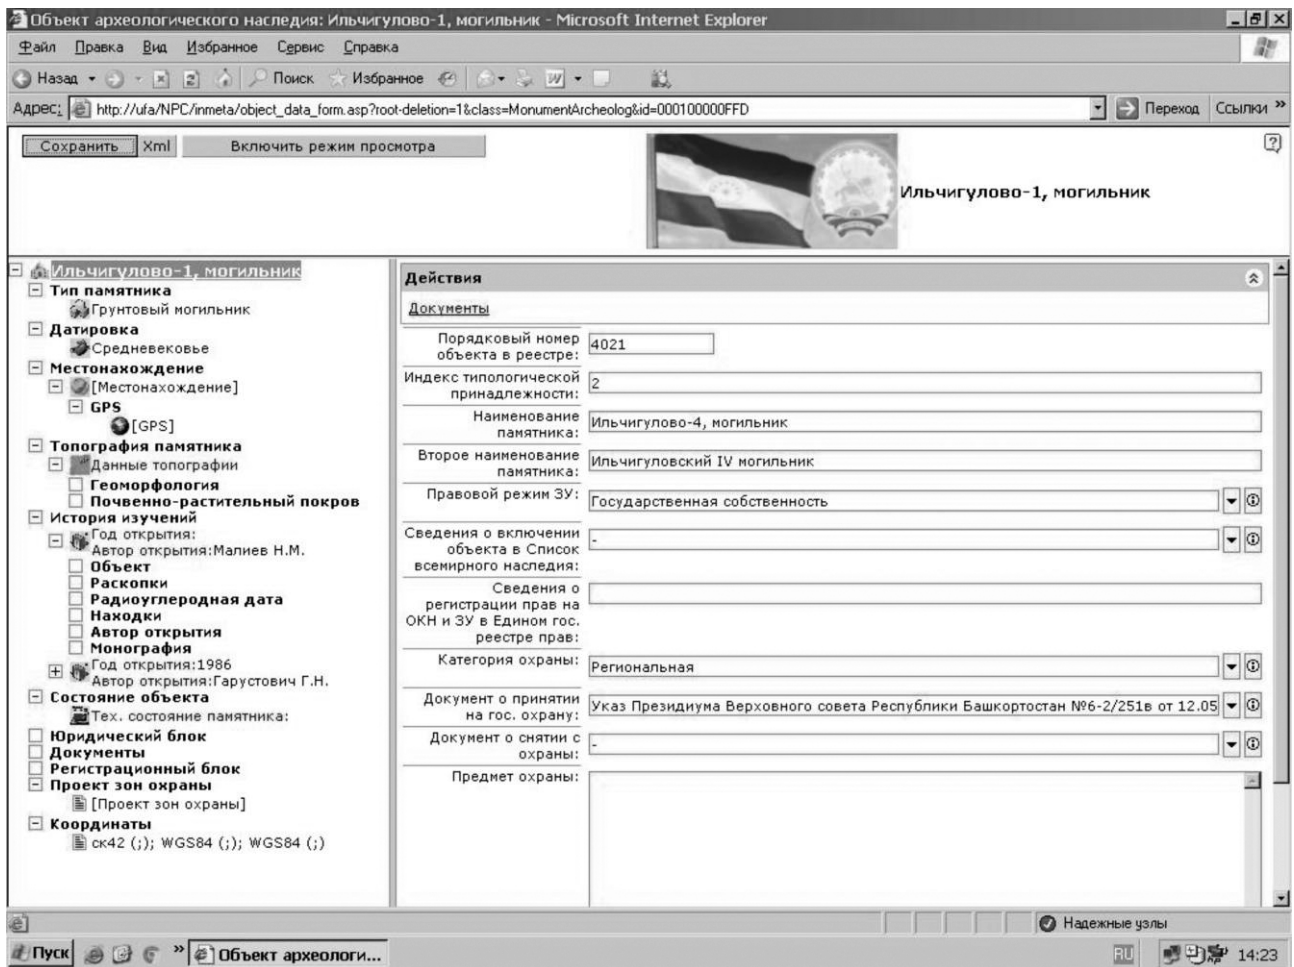 Объект археологического наследия: Ильчигулово-1, могильник - Microsoft Internet Explorer
Файл Правка Вид Избранное Сервис Справка
Назад Поиск Избранное
Адрес: http://ufa/NPC/inmeta/object_data_form.asp?root-deletion=1&class=MonumentArcheolog&id=000100000FFD Переход Ссылки »
Сохранить Xml Включить режим просмотра
Ильчигулово-1, могильник
Ильчигулово-1, могильник
Тип памятника
Грунтовый могильник
Датировка
Средневековье
Местонахождение
[Местонахождение]
GPS
[GPS]
Топография памятника
Данные топографии
Геоморфология
Почвенно-растительный покров
История изучений
Год открытия:
Автор открытия:Малиев Н.М.
Объект
Раскопки
Радиоуглеродная дата
Находки
Автор открытия
Монография
Год открытия:1986
Автор открытия:Гарустович Г.Н.
Состояние объекта
Тех. состояние памятника:
Юридический блок
Документы
Регистрационный блок
Проект зон охраны
[Проект зон охраны]
Координаты
ск42 (;); WGS84 (;); WGS84 (;)
Действия
Документы
Порядковый номер
объекта в реестре: 4021
Индекс типологической
принадлежности: 2
Наименование
памятника: Ильчигулово-4, могильник
Второе наименование
памятника: Ильчигуловский IV могильник
Правовой режим ЗУ: Государственная собственность
Сведения о включении
объекта в Список
всемирного наследия: -
Сведения о
регистрации прав на
ОКН и ЗУ в Едином гос.
реестре прав:
Категория охраны: Региональная
Документ о принятии
на гос. охрану: Указ Президиума Верховного совета Республики Башкортостан №6-2/251в от 12.05
Документ о снятии с
охраны: -
Предмет охраны:
Надежные узлы
Пуск » Объект археологи... RU 14:23